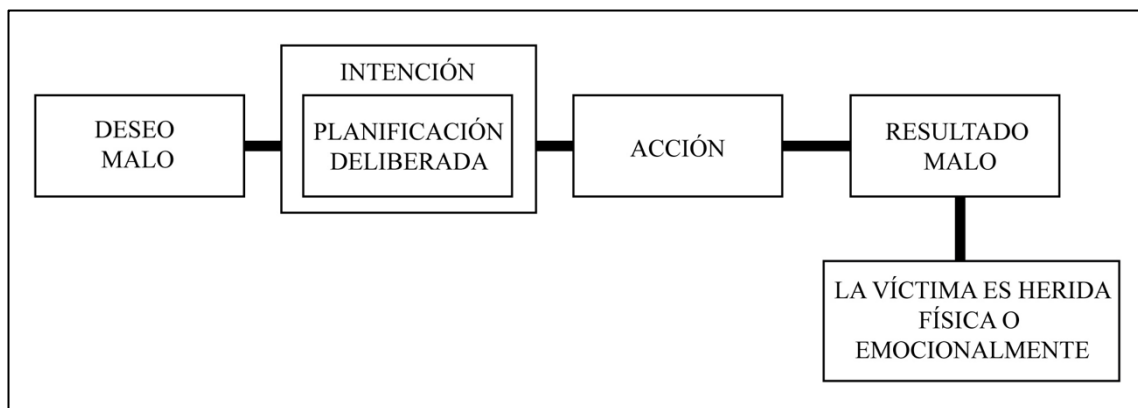 DESEO
MALO
INTENCIÓN
PLANIFICACIÓN
DELIBERADA
ACCIÓN
RESULTADO
MALO
LA VÍCTIMA ES HERIDA
FÍSICA O
EMOCIONALMENTE